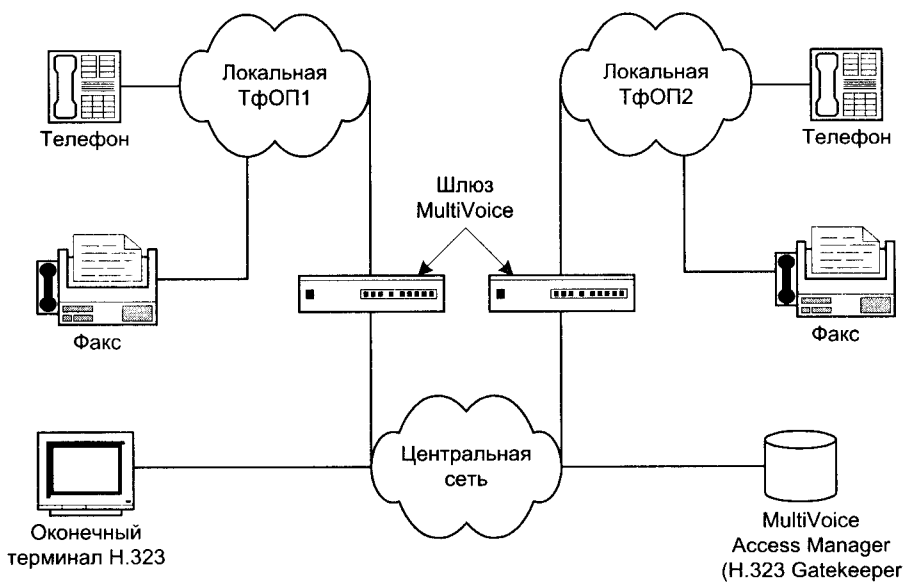 Локальная
ТфОП1
Локальная
ТфОП2
Телефон
Телефон
Шлюз
MultiVoice
Факс
Факс
Центральная
сеть
Оконечный
терминал H.323
MultiVoice
Access Manager
(H.323 Gatekeeper